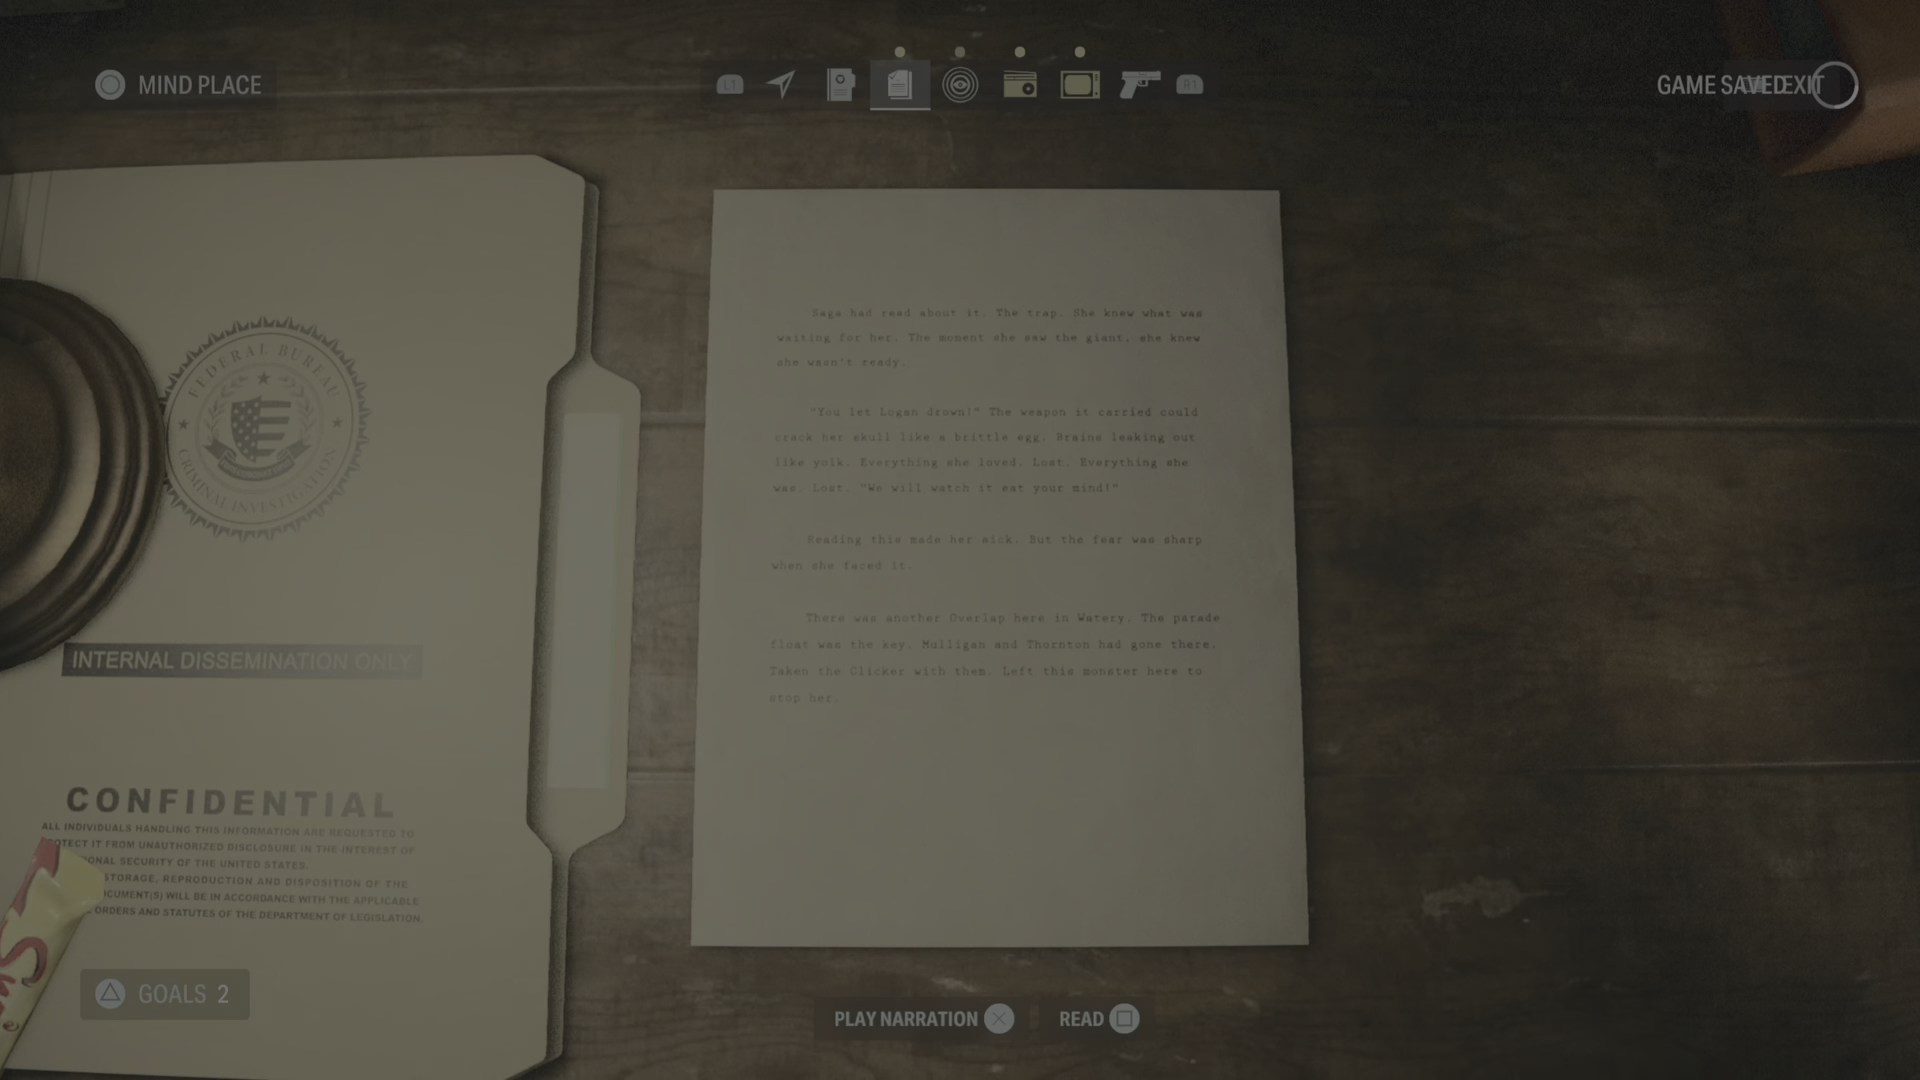 MIND PLACE
L1
R1
GAME SAVED
EXIT
FEDERAL BUREAU
CRIMINAL INVESTIGATION
INTERNAL DISSEMINATION ONLY
CONFIDENTIAL
ALL INDIVIDUALS HANDLING THIS INFORMATION ARE REQUESTED TO
OTECT IT FROM UNAUTHORIZED DISCLOSURE IN THE INTEREST OF
ONAL SECURITY OF THE UNITED STATES.
STORAGE, REPRODUCTION AND DISPOSITION OF THE
CUMENT(S) WILL BE IN ACCORDANCE WITH THE APPLICABLE
ORDERS AND STATUTES OF THE DEPARTMENT OF LEGISLATION.
Saga had read about it. The trap. She knew what was
waiting for her. The moment she saw the giant, she knew
she wasn't ready.
"You let Logan drown!" The weapon it carried could
crack her skull like a brittle egg. Brains leaking out
like yolk. Everything she loved. Lost. Everything she
was. Lost. "We will watch it eat your mind!"
Reading this made her sick. But the fear was sharp
when she faced it.
There was another Overlap here in Watery. The parade
float was the key. Mulligan and Thornton had gone there.
Taken the Clicker with them. Left this monster here to
stop her.
GOALS 2
PLAY NARRATION
READ